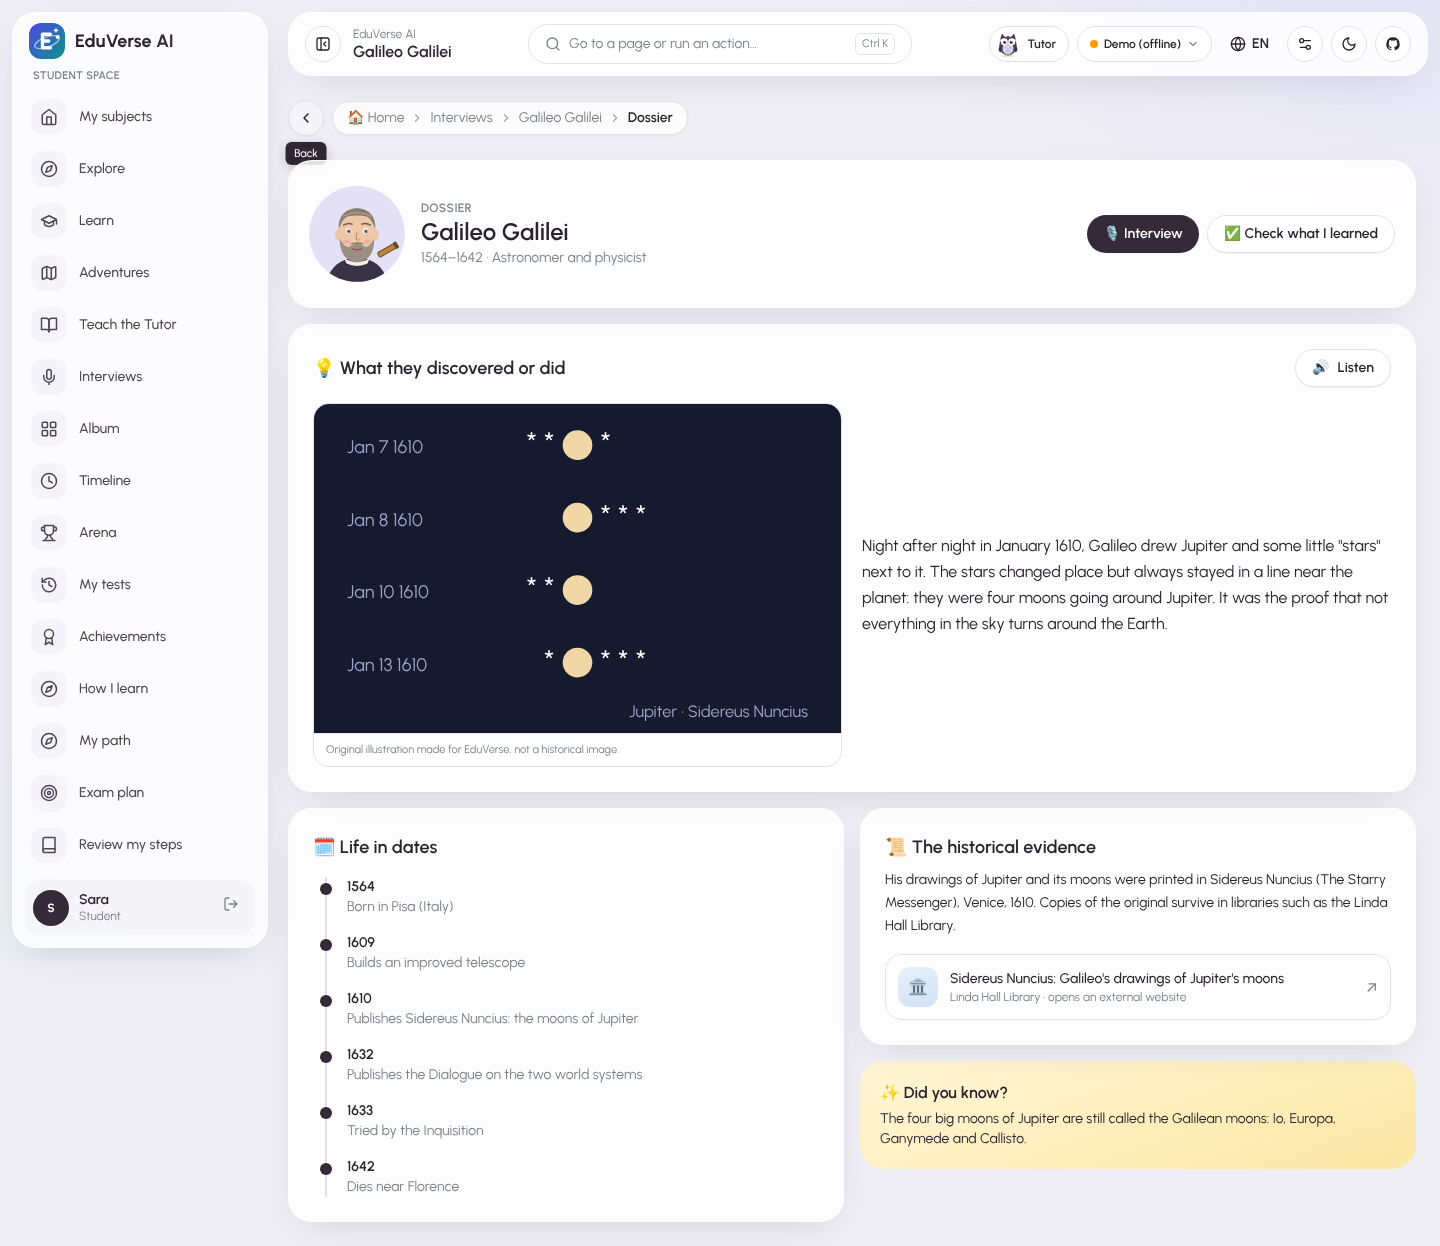 EduVerse AI
STUDENT SPACE
My subjects
Explore
Learn
Adventures
Teach the Tutor
Interviews
Album
Timeline
Arena
My tests
Achievements
How I learn
My path
Exam plan
Review my steps
S
Sara
Student
EduVerse AI
Galileo Galilei
Go to a page or run an action...
Ctrl K
Tutor
Demo (offline)
EN
Home
Interviews
Galileo Galilei
Dossier
Back
DOSSIER
Galileo Galilei
1564–1642 · Astronomer and physicist
Interview
Check what I learned
What they discovered or did
Listen
Jan 7 1610 * * *
Jan 8 1610 * * *
Jan 10 1610 * *
Jan 13 1610 * * * *
Jupiter · Sidereus Nuncius
Original illustration made for EduVerse, not a historical image.
Night after night in January 1610, Galileo drew Jupiter and some little "stars"
next to it. The stars changed place but always stayed in a line near the
planet: they were four moons going around Jupiter. It was the proof that not
everything in the sky turns around the Earth.
Life in dates
1564
Born in Pisa (Italy)
1609
Builds an improved telescope
1610
Publishes Sidereus Nuncius: the moons of Jupiter
1632
Publishes the Dialogue on the two world systems
1633
Tried by the Inquisition
1642
Dies near Florence
The historical evidence
His drawings of Jupiter and its moons were printed in Sidereus Nuncius (The Starry
Messenger), Venice, 1610. Copies of the original survive in libraries such as the Linda
Hall Library.
Sidereus Nuncius: Galileo's drawings of Jupiter's moons
Linda Hall Library · opens an external website
Did you know?
The four big moons of Jupiter are still called the Galilean moons: Io, Europa,
Ganymede and Callisto.